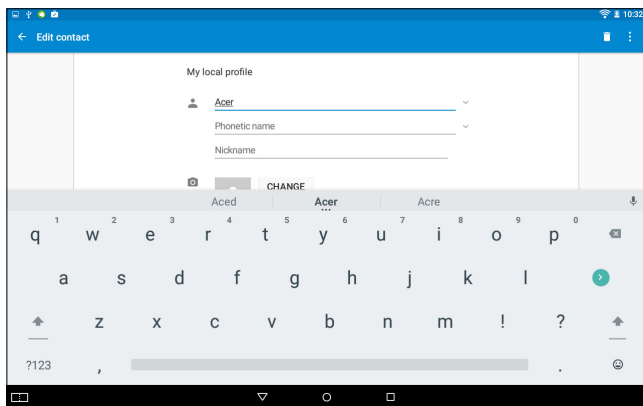 10:32
Edit contact
My local profile
Acer
Phonetic name
Nickname
CHANGE
Aced Acer Acre
q 1 w 2 e 3 r 4 t 5 y 6 u 7 i 8 o 9 p 0
a s d f g h j k l
z x c v b n m ! ?
?123 , .